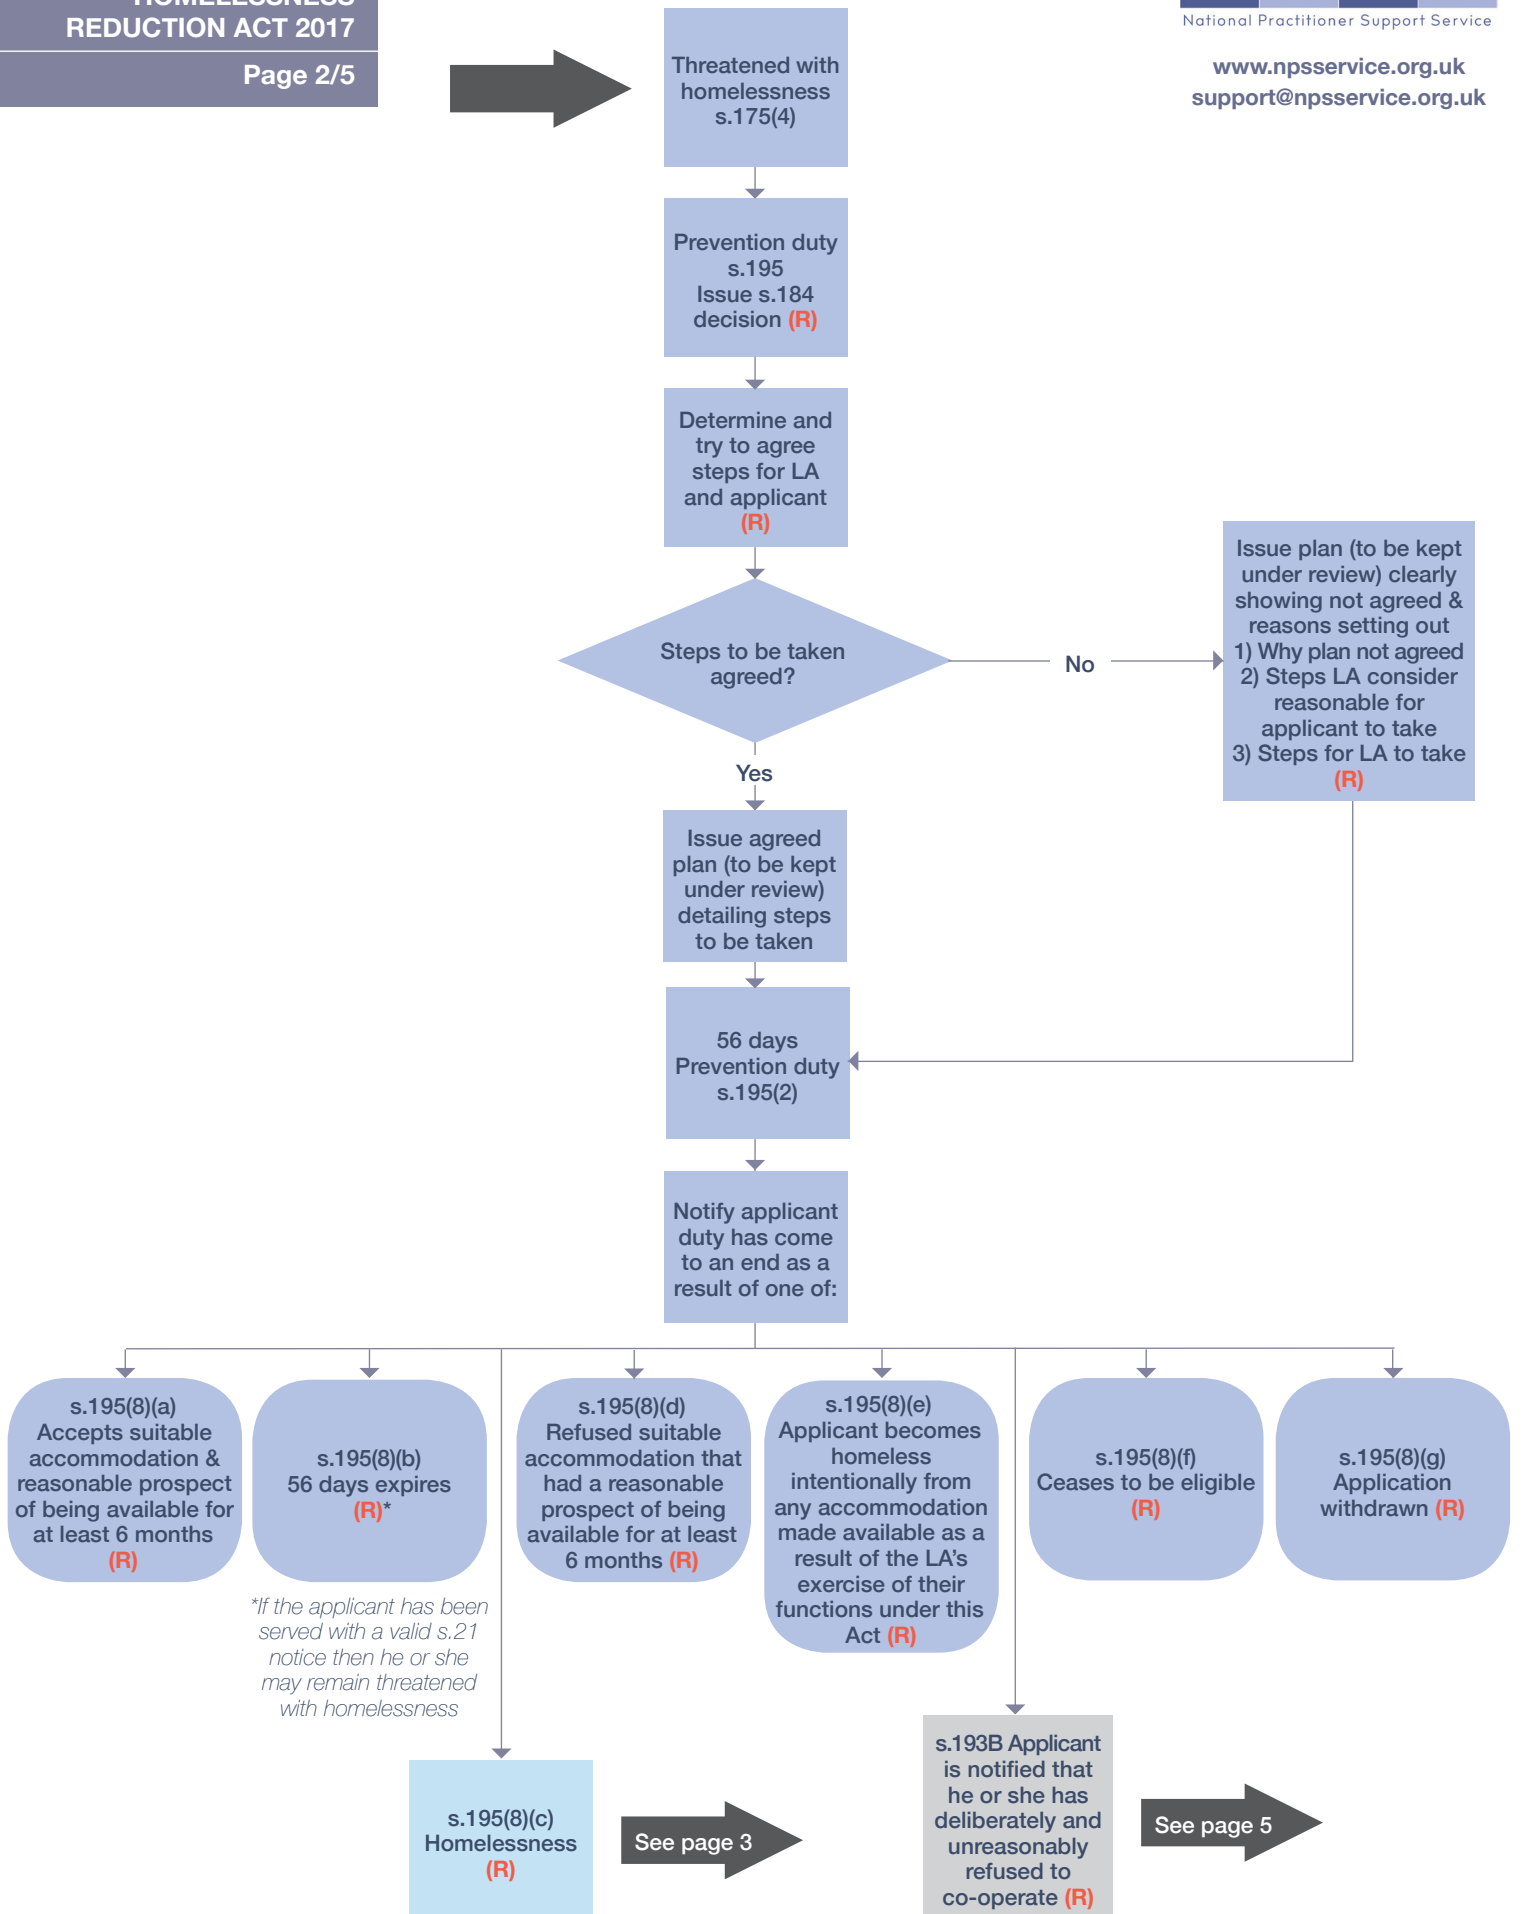 HOMELESSNESS
REDUCTION ACT 2017
Page 2/5
National Practitioner Support Service
www.npsservice.org.uk
support@npsservice.org.uk
Threatened with
homelessness
s.175(4)
Prevention duty
s.195
Issue s.184
decision (R)
Determine and
try to agree
steps for LA
and applicant
(R)
Steps to be taken
agreed?
No
Issue plan (to be kept
under review) clearly
showing not agreed &
reasons setting out
1) Why plan not agreed
2) Steps LA consider
reasonable for
applicant to take
3) Steps for LA to take
(R)
Yes
Issue agreed
plan (to be kept
under review)
detailing steps
to be taken
56 days
Prevention duty
s.195(2)
Notify applicant
duty has come
to an end as a
result of one of:
s.195(8)(a)
Accepts suitable
accommodation &
reasonable prospect
of being available for
at least 6 months
(R)
s.195(8)(b)
56 days expires
(R)*
*If the applicant has been
served with a valid s.21
notice then he or she
may remain threatened
with homelessness
s.195(8)(d)
Refused suitable
accommodation that
had a reasonable
prospect of being
available for at least
6 months (R)
s.195(8)(e)
Applicant becomes
homeless
intentionally from
any accommodation
made available as a
result of the LA's
exercise of their
functions under this
Act (R)
s.195(8)(f)
Ceases to be eligible
(R)
s.195(8)(g)
Application
withdrawn (R)
s.195(8)(c)
Homelessness
(R)
See page 3
s.193B Applicant
is notified that
he or she has
deliberately and
unreasonably
refused to
co-operate (R)
See page 5